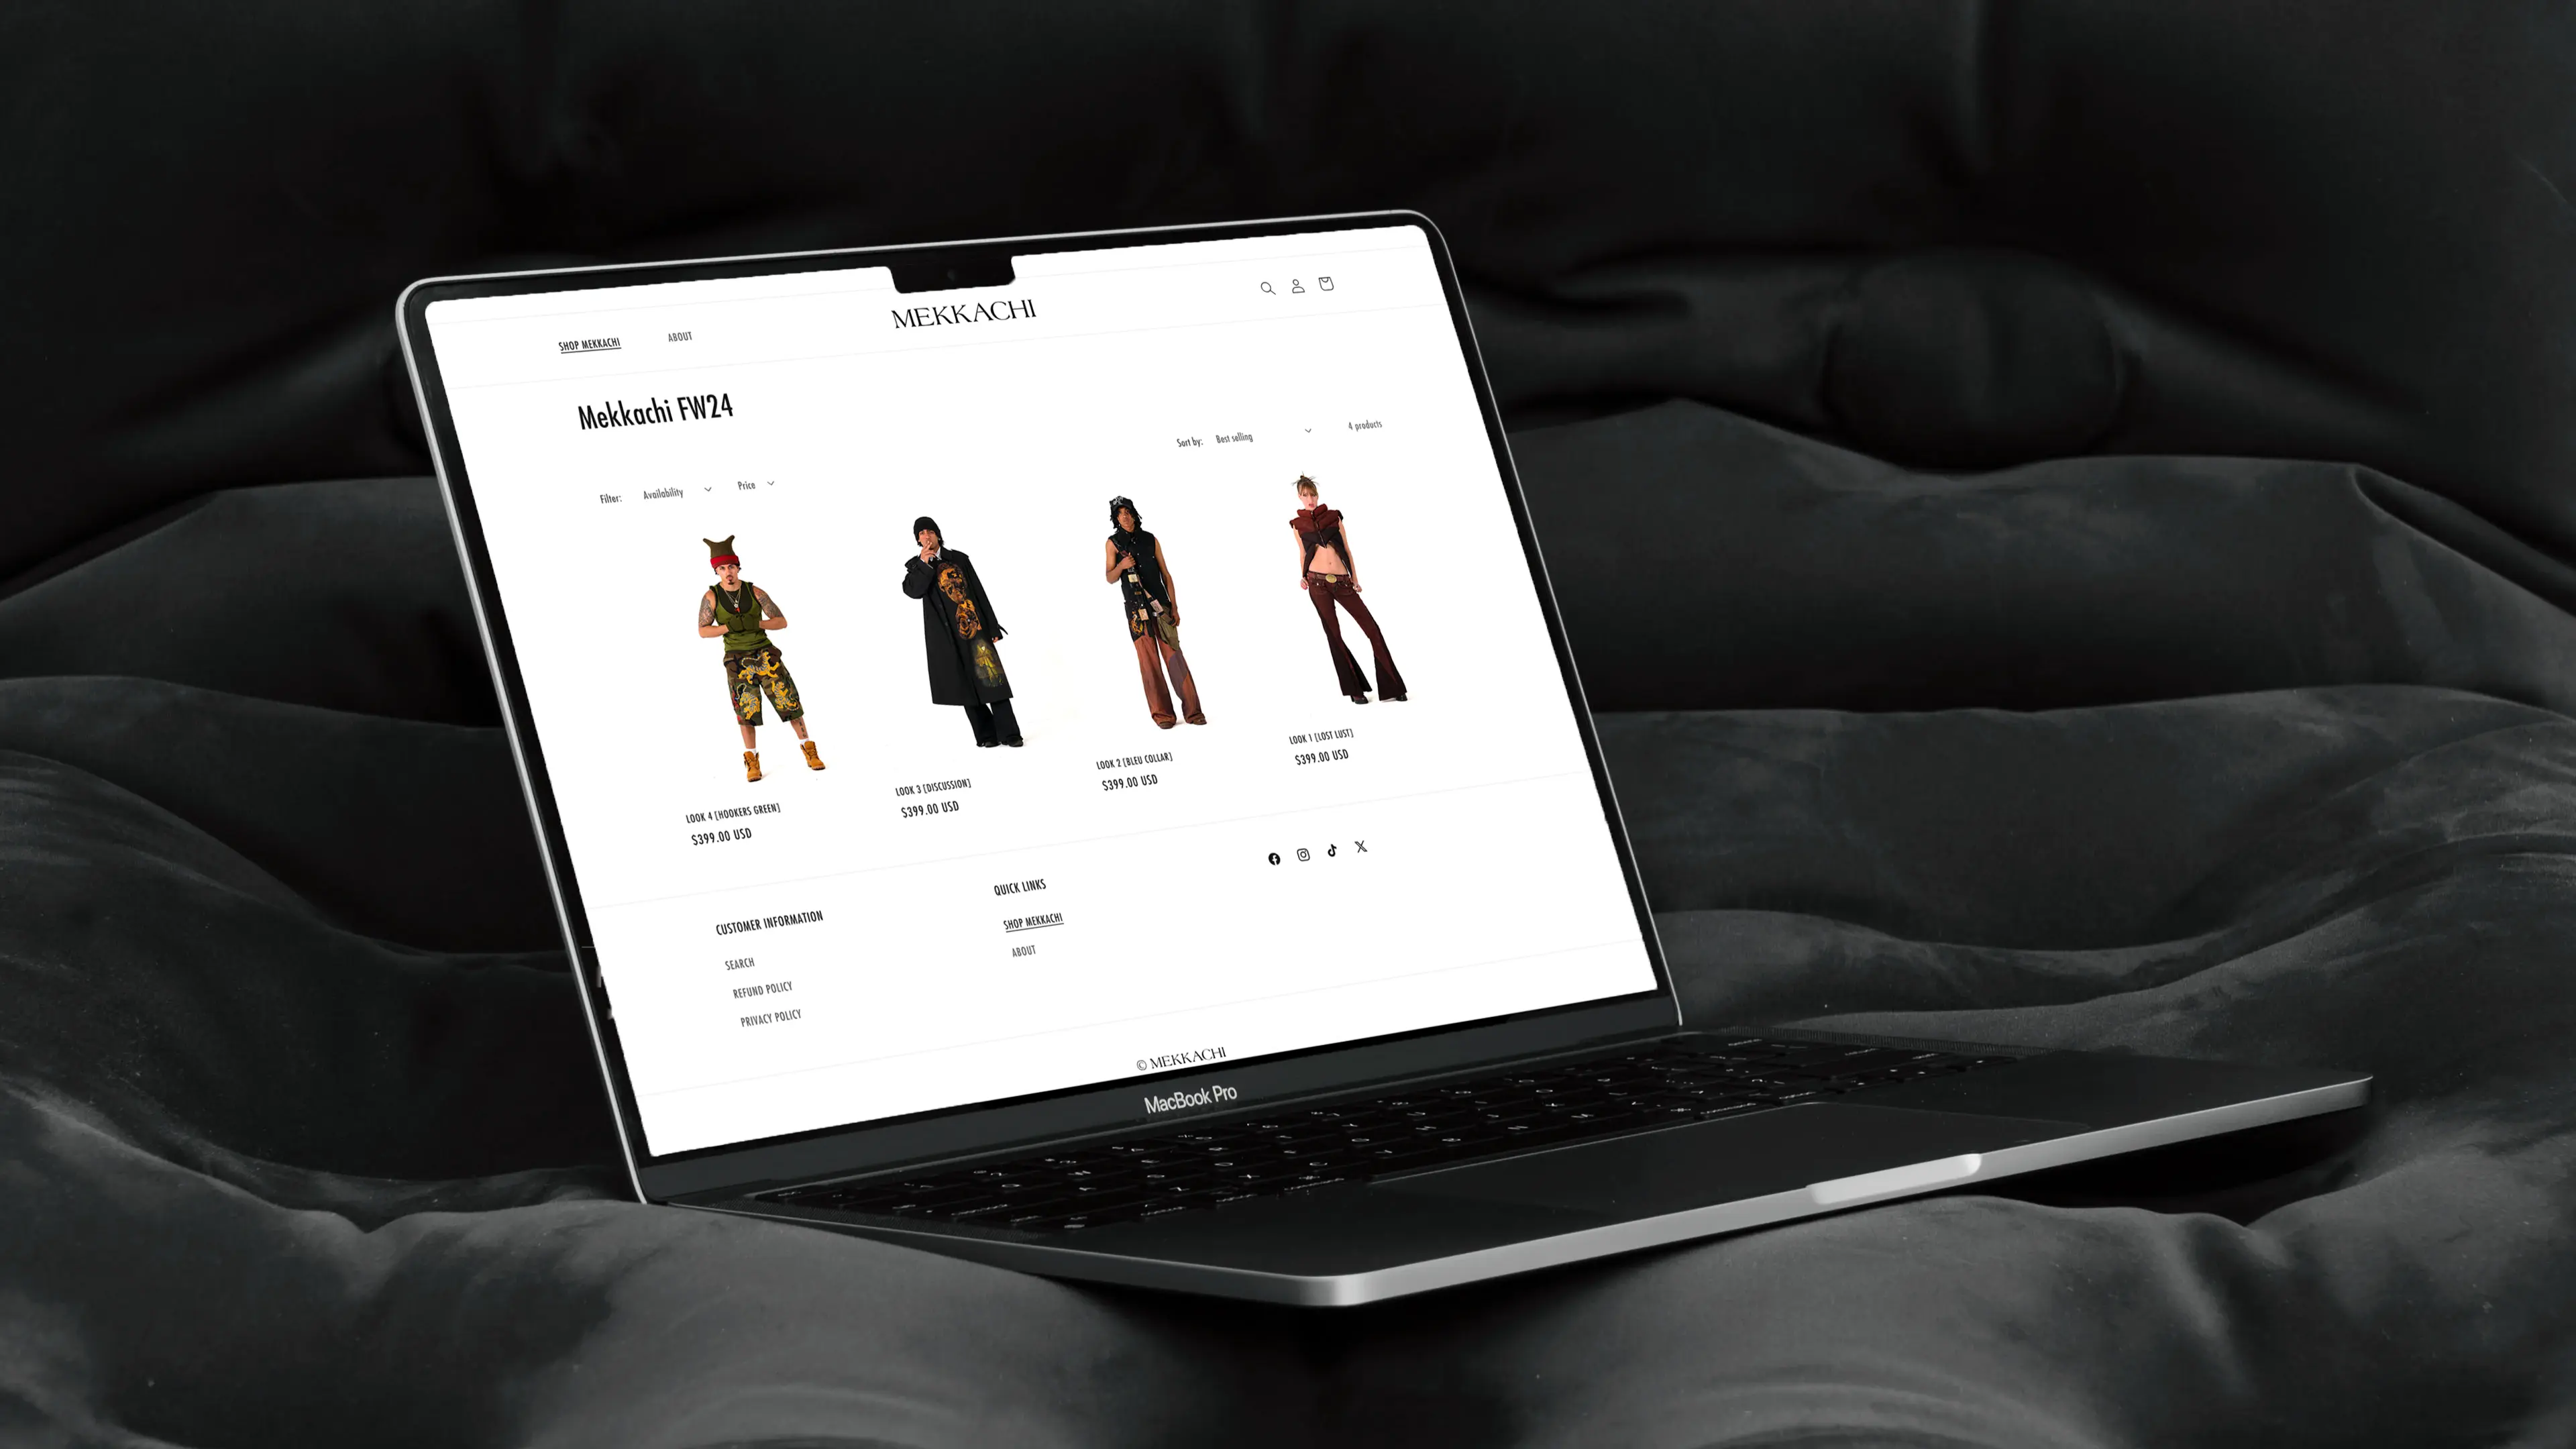 MEKKACHI
SHOP MEKKACHI
ABOUT
Mekkachi FW24
Sort by: Best selling
4 products
Filter: Availability Price
LOOK 4 [HOOKERS GREEN]
$399.00 USD
LOOK 3 [DISCUSSION]
$399.00 USD
LOOK 2 [BLEU COLLAR]
$399.00 USD
LOOK 1 [LOST LUST]
$399.00 USD
CUSTOMER INFORMATION
SEARCH
REFUND POLICY
PRIVACY POLICY
QUICK LINKS
SHOP MEKKACHI
ABOUT
© MEKKACHI
MacBook Pro